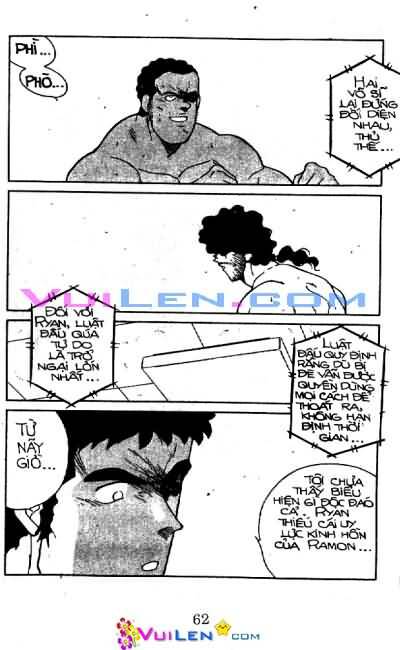 PHÌ...
PHÒ...
HAI
VÕ SĨ
LẠI ĐỨNG
ĐỐI DIỆN
NHAU,
THỦ
THẾ...
VUILEN.COM
ĐỐI VỚI
RYAN, LUẬT
ĐẤU QUÁ
TỰ DO
LÀ TRỞ
NGẠI LỚN
NHẤT...
LUẬT
ĐẤU QUY ĐỊNH
RẰNG DÙ BỊ
ĐÈ VẪN ĐƯỢC
QUYỀN DÙNG
MỌI CÁCH ĐỂ
THOÁT RA,
KHÔNG HẠN
ĐỊNH THỜI
GIAN...
TỪ
NÃY
GIỜ...
TÔI CHƯA
THẤY BIỂU
HIỆN GÌ ĐỘC ĐÁO
CẢ. RYAN
THIẾU CÁI UY
LỰC KINH HỒN
CỦA RAMON...
62
VUILEN.COM